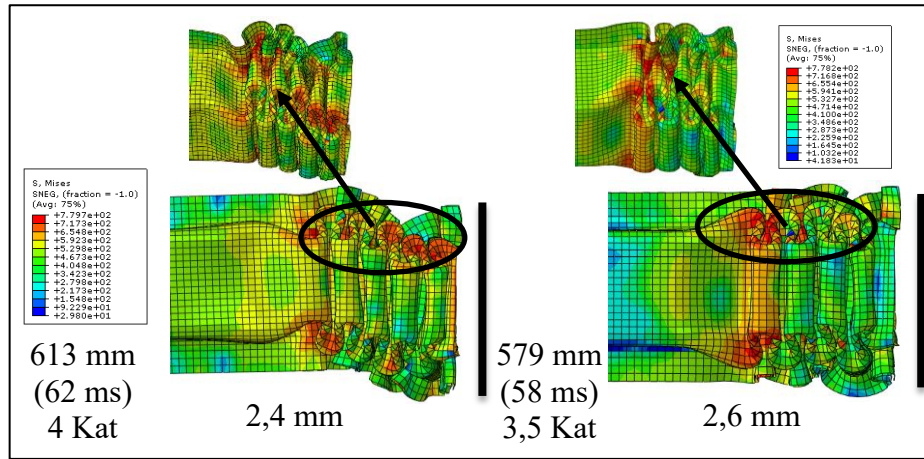 S, Mises
SNEG, (fraction = -1.0)
(Avg: 75%)
+7.782e+02
+7.168e+02
+6.554e+02
+5.941e+02
+5.327e+02
+4.714e+02
+4.100e+02
+3.486e+02
+2.873e+02
+2.259e+02
+1.645e+02
+1.032e+02
+4.183e+01
S, Mises
SNEG, (fraction = -1.0)
(Avg: 75%)
+7.797e+02
+7.173e+02
+6.548e+02
+5.923e+02
+5.298e+02
+4.673e+02
+4.048e+02
+3.423e+02
+2.798e+02
+2.173e+02
+1.548e+02
+9.229e+01
+2.980e+01
613 mm
(62 ms)
4 Kat
2,4 mm
579 mm
(58 ms)
3,5 Kat
2,6 mm